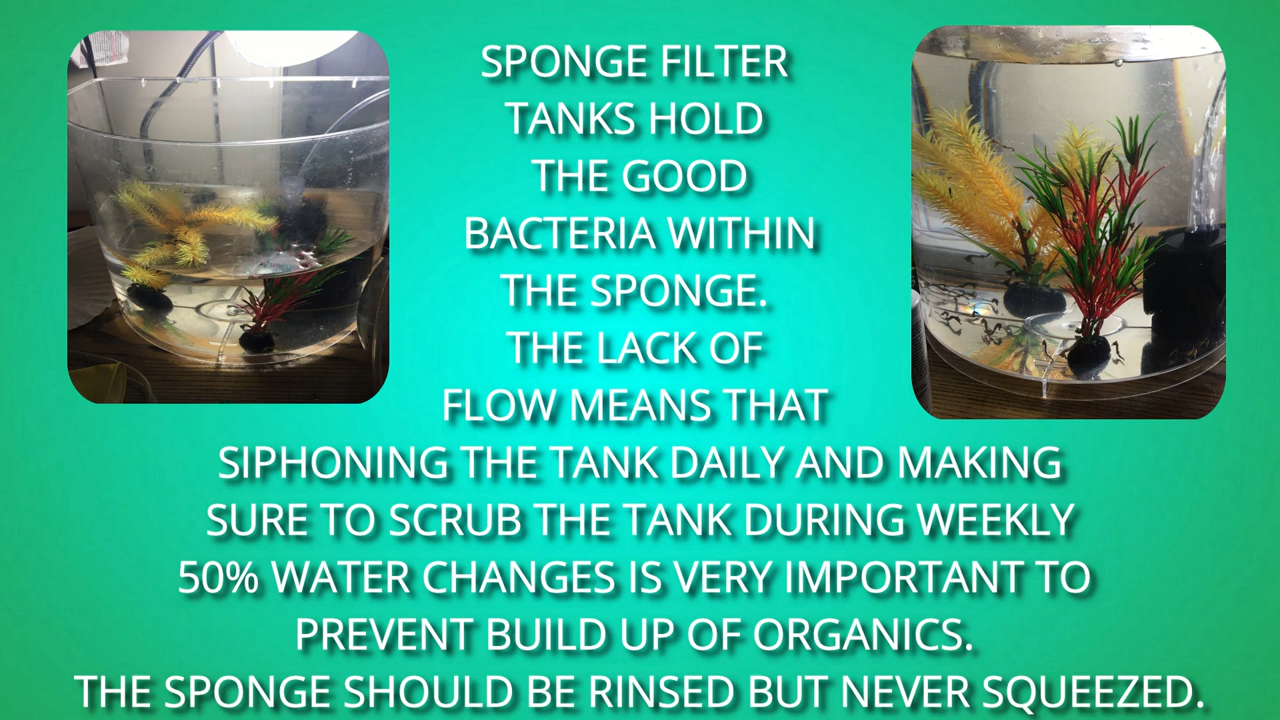 SPONGE FILTER
TANKS HOLD
THE GOOD
BACTERIA WITHIN
THE SPONGE.
THE LACK OF
FLOW MEANS THAT
SIPHONING THE TANK DAILY AND MAKING
SURE TO SCRUB THE TANK DURING WEEKLY
50% WATER CHANGES IS VERY IMPORTANT TO
PREVENT BUILD UP OF ORGANICS.
THE SPONGE SHOULD BE RINSED BUT NEVER SQUEEZED.